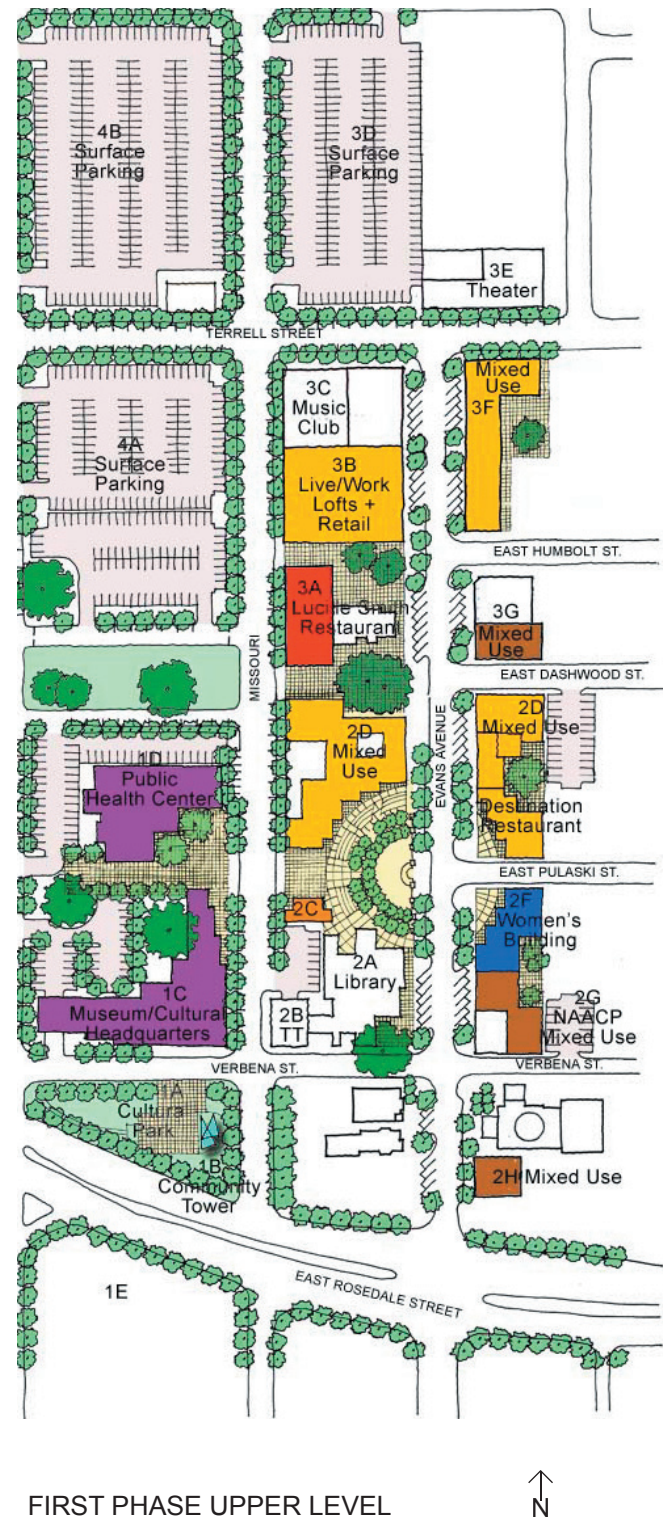 4B
Surface
Parking
3D
Surface
Parking
3E
Theater
TERRELL STREET
3C
Music
Club
Mixed
Use
3F
4A
Surface
Parking
3B
Live/Work
Lofts +
Retail
EAST HUMBOLT ST.
3A
Lucille Smith
Restaurant
3G
Mixed
Use
MISSOURI
EAST DASHWOOD ST.
EVANS AVENUE
2D
Mixed Use
2D
Mixed
Use
1D
Public
Health Center
Destination
Restaurant
EAST PULASKI ST.
2C
2F
Women's
Building
2A
Library
1C
Museum/Cultural
Headquarters
2B
TT
2G
NAACP
Mixed Use
VERBENA ST.
VERBENA ST.
1A
Cultural
Park
1B
Community
Tower
2H Mixed Use
EAST ROSEDALE STREET
1E
FIRST PHASE UPPER LEVEL
N